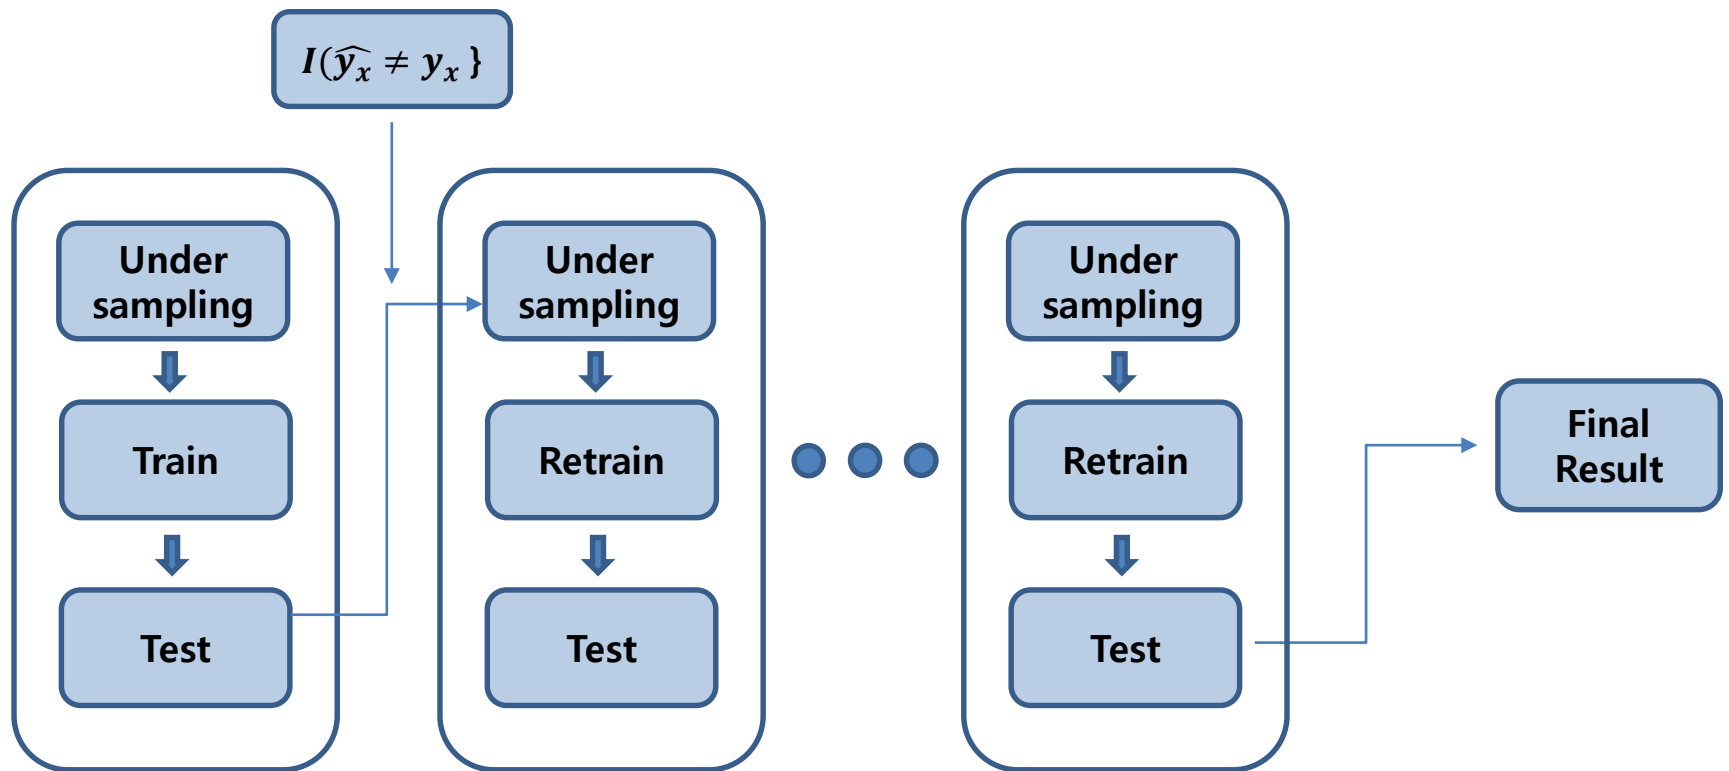 I(ŷₓ ≠ yₓ }
Under
sampling
Train
Test
Under
sampling
Retrain
Test
Under
sampling
Retrain
Test
Final
Result